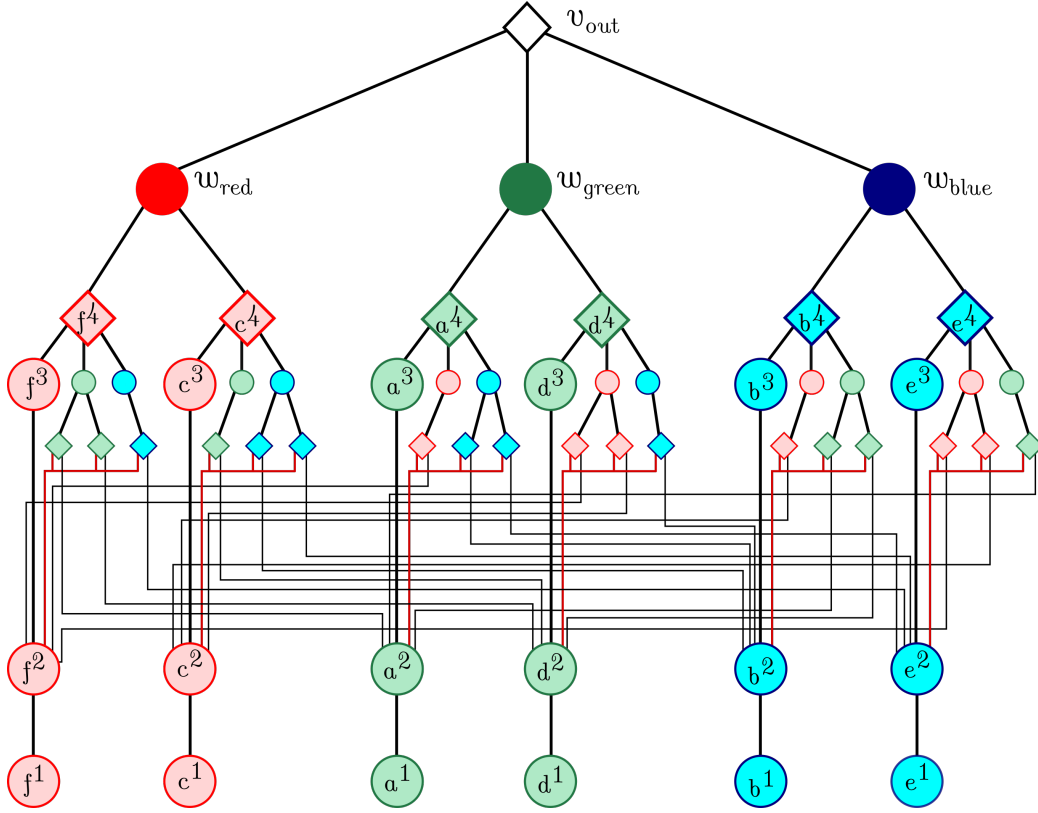 v_out
w_red w_green w_blue
f^4 c^4 a^4 d^4 b^4 e^4
f^3 c^3 a^3 d^3 b^3 e^3
f^2 c^2 a^2 d^2 b^2 e^2
f^1 c^1 a^1 d^1 b^1 e^1